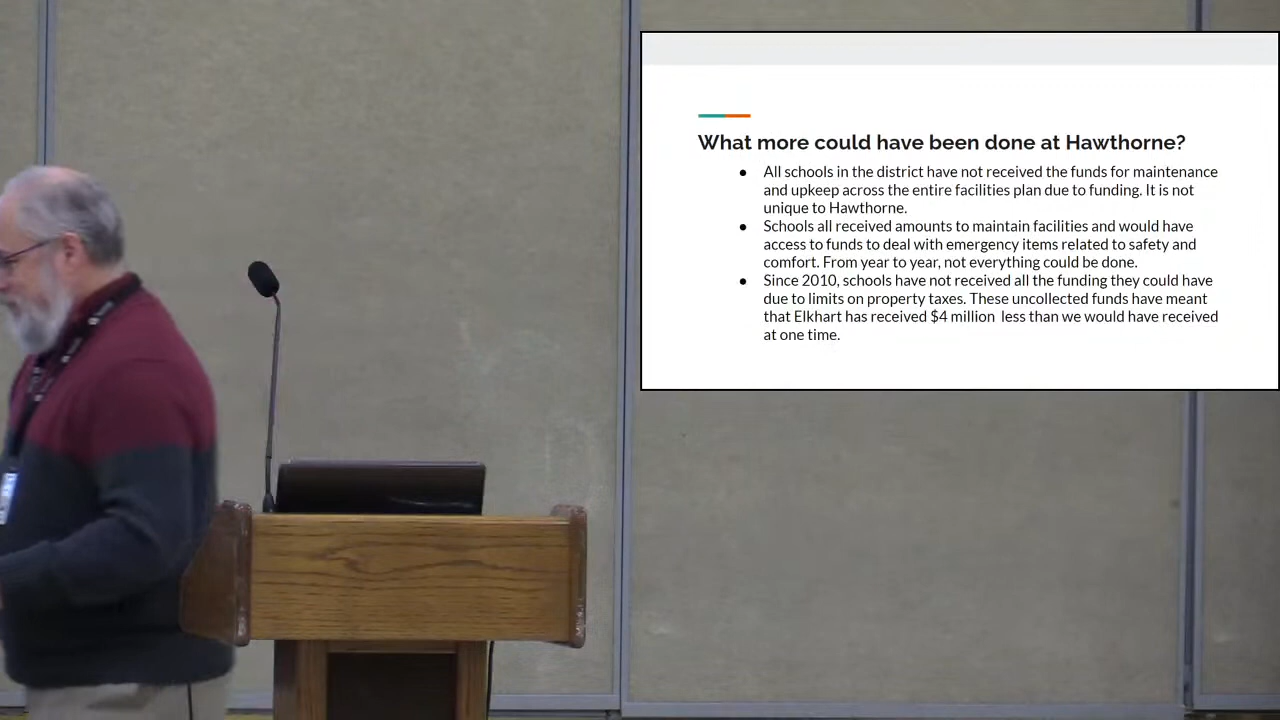 What more could have been done at Hawthorne?
● All schools in the district have not received the funds for maintenance
and upkeep across the entire facilities plan due to funding. It is not
unique to Hawthorne.
● Schools all received amounts to maintain facilities and would have
access to funds to deal with emergency items related to safety and
comfort. From year to year, not everything could be done.
● Since 2010, schools have not received all the funding they could have
due to limits on property taxes. These uncollected funds have meant
that Elkhart has received $4 million less than we would have received
at one time.